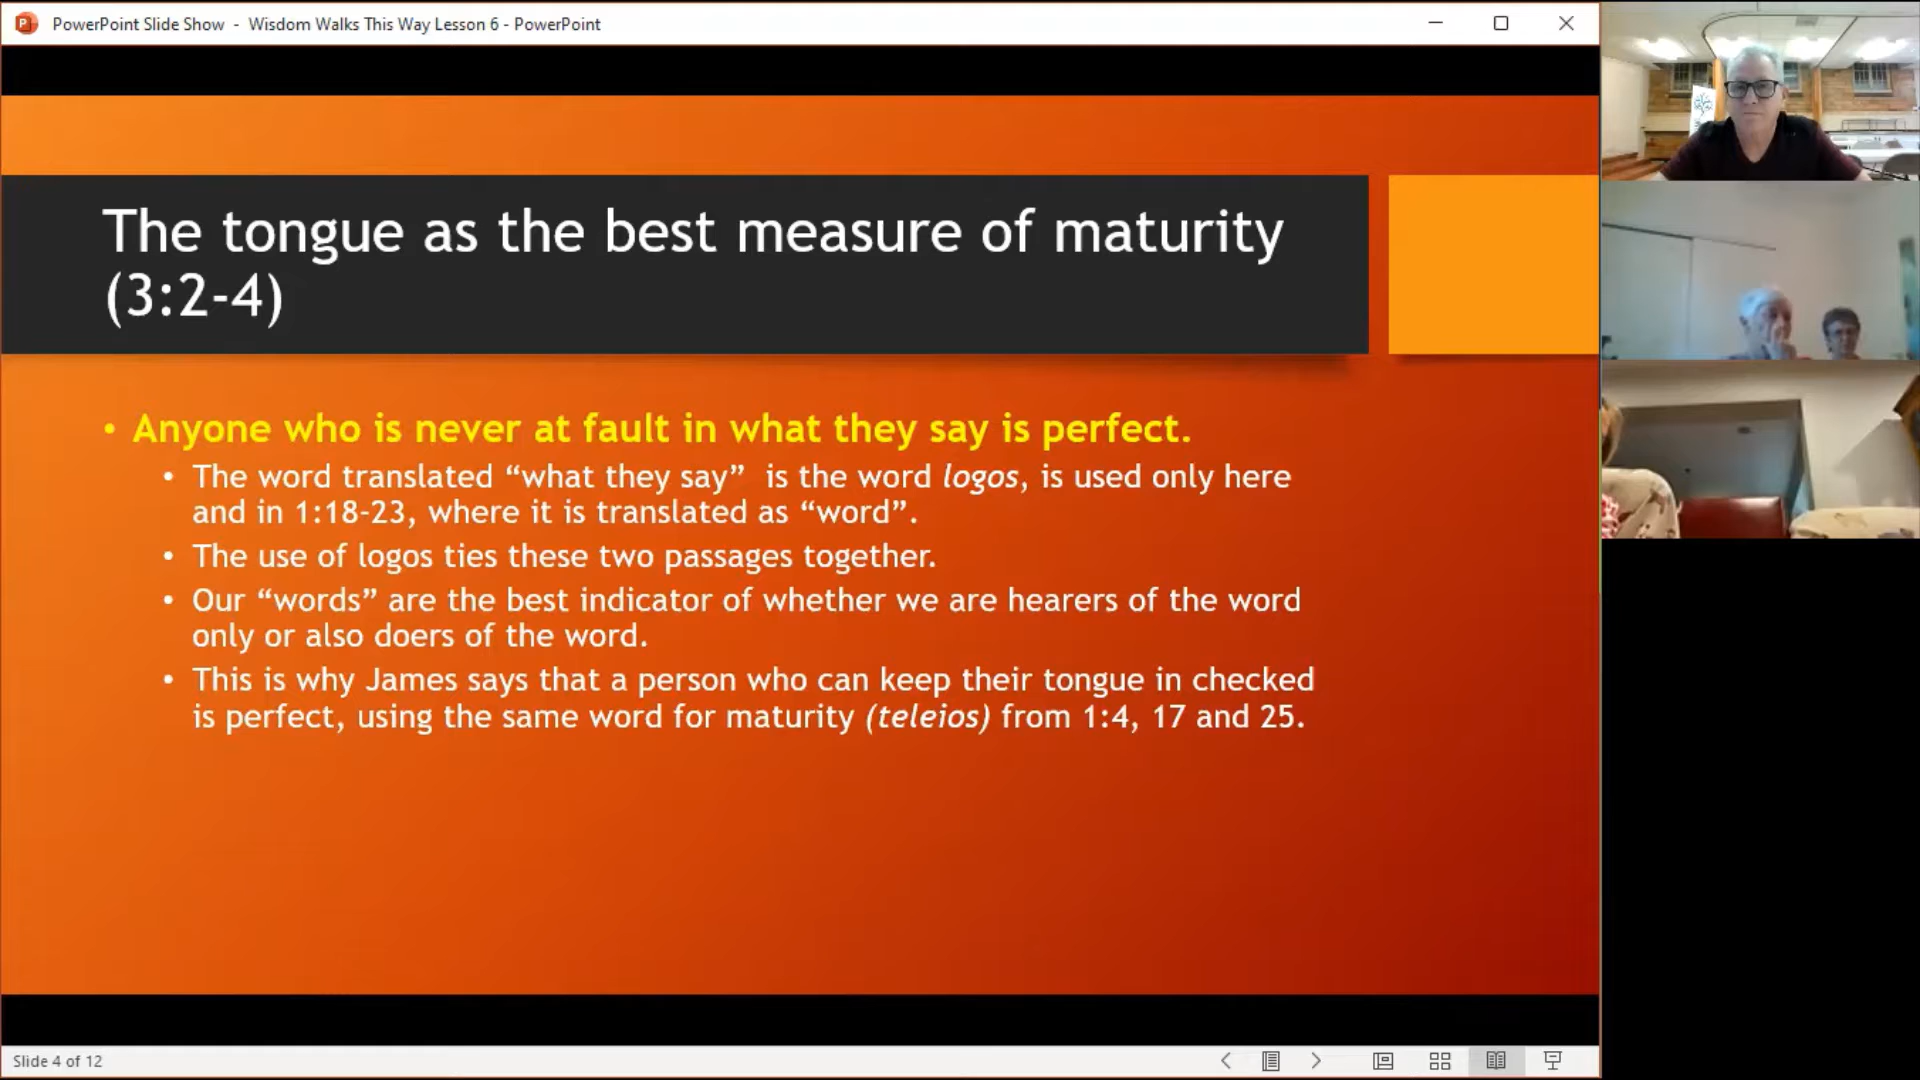 PowerPoint Slide Show - Wisdom Walks This Way Lesson 6 - PowerPoint
The tongue as the best measure of maturity
(3:2-4)
• Anyone who is never at fault in what they say is perfect.
• The word translated “what they say”  is the word logos, is used only here
and in 1:18-23, where it is translated as “word”.
• The use of logos ties these two passages together.
• Our “words” are the best indicator of whether we are hearers of the word
only or also doers of the word.
• This is why James says that a person who can keep their tongue in checked
is perfect, using the same word for maturity (teleios) from 1:4, 17 and 25.
Slide 4 of 12